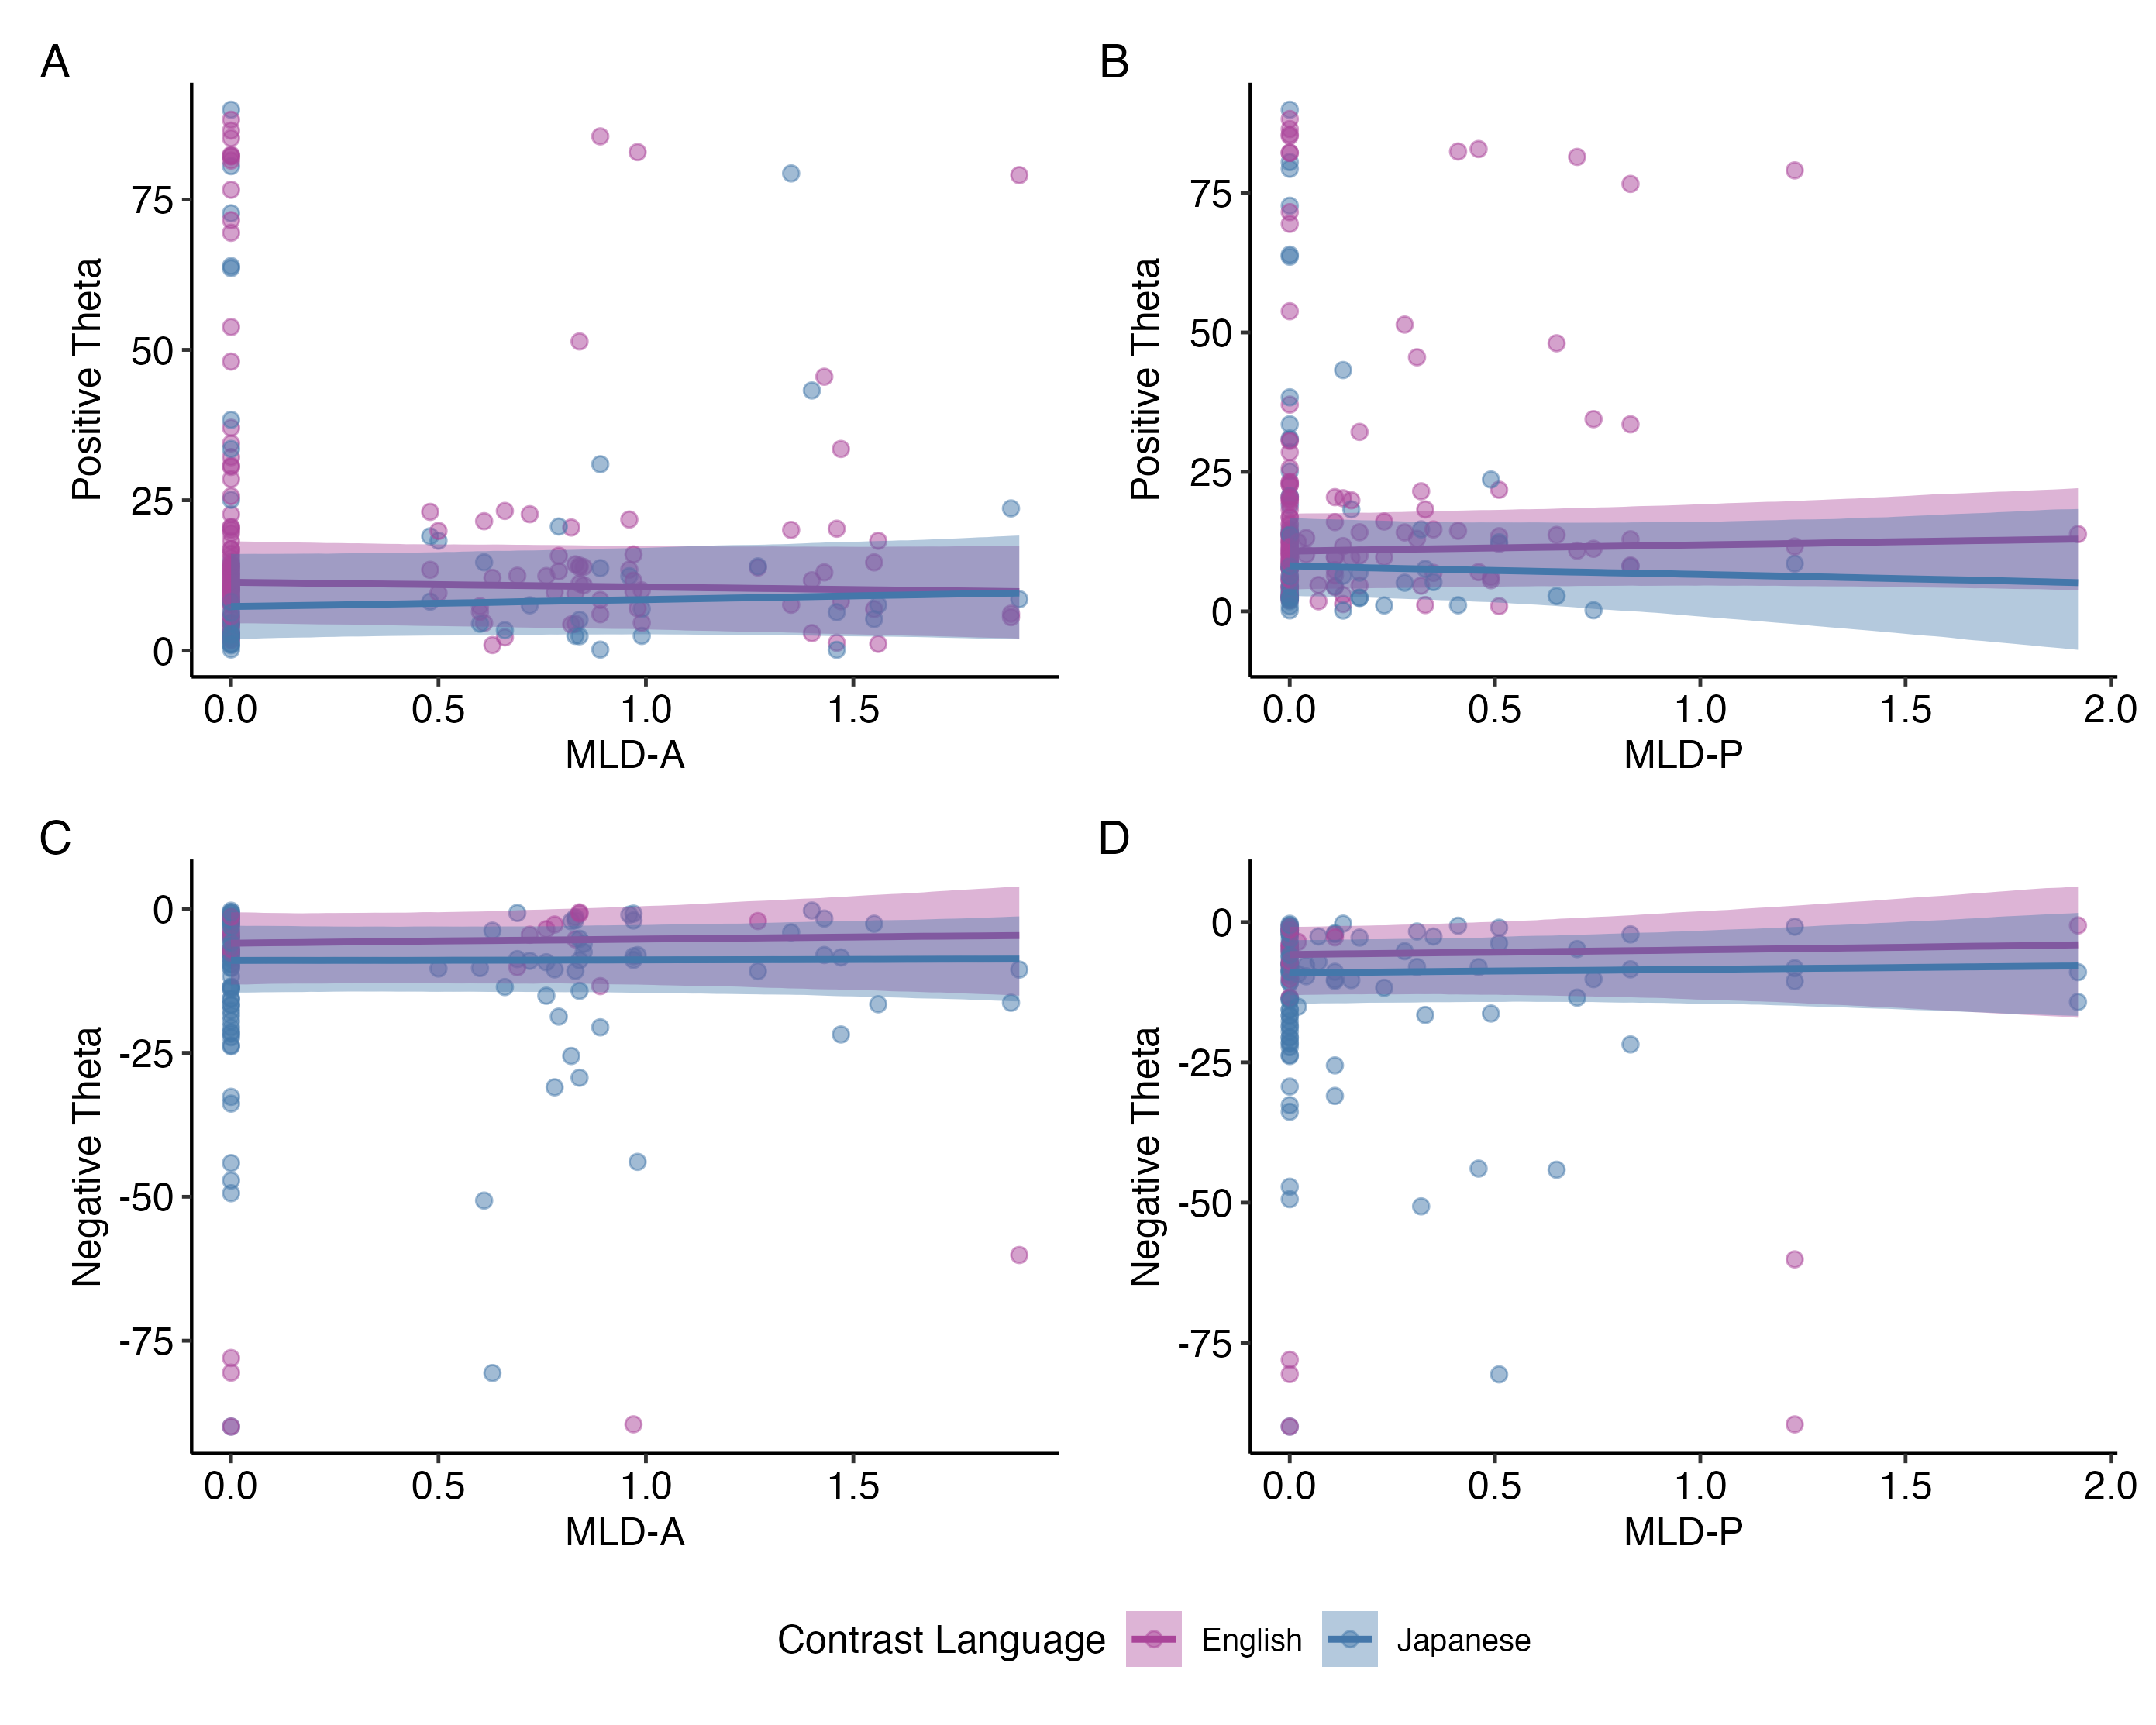 A
B
Positive Theta
75
50
25
0
0.0 0.5 1.0 1.5
MLD-A
Positive Theta
75
50
25
0
0.0 0.5 1.0 1.5 2.0
MLD-P
C
D
Negative Theta
0
-25
-50
-75
0.0 0.5 1.0 1.5
MLD-A
Negative Theta
0
-25
-50
-75
0.0 0.5 1.0 1.5 2.0
MLD-P
Contrast Language English Japanese